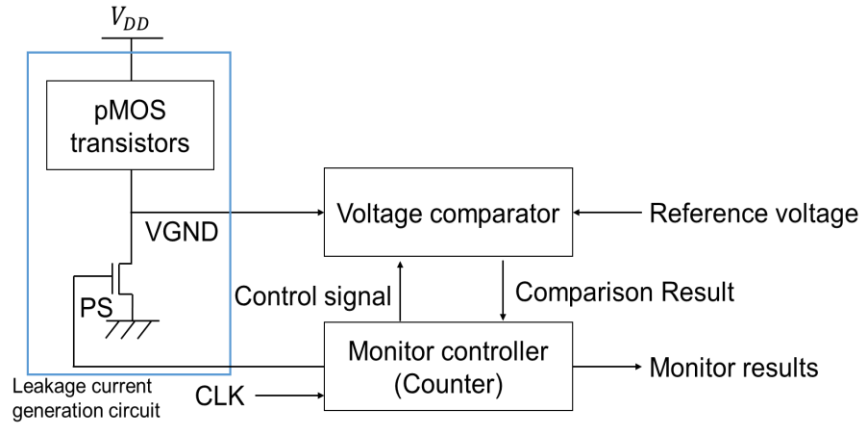 V_DD
pMOS
transistors
Voltage comparator
Reference voltage
VGND
PS
Control signal
Comparison Result
Monitor controller
(Counter)
Monitor results
Leakage current
generation circuit
CLK